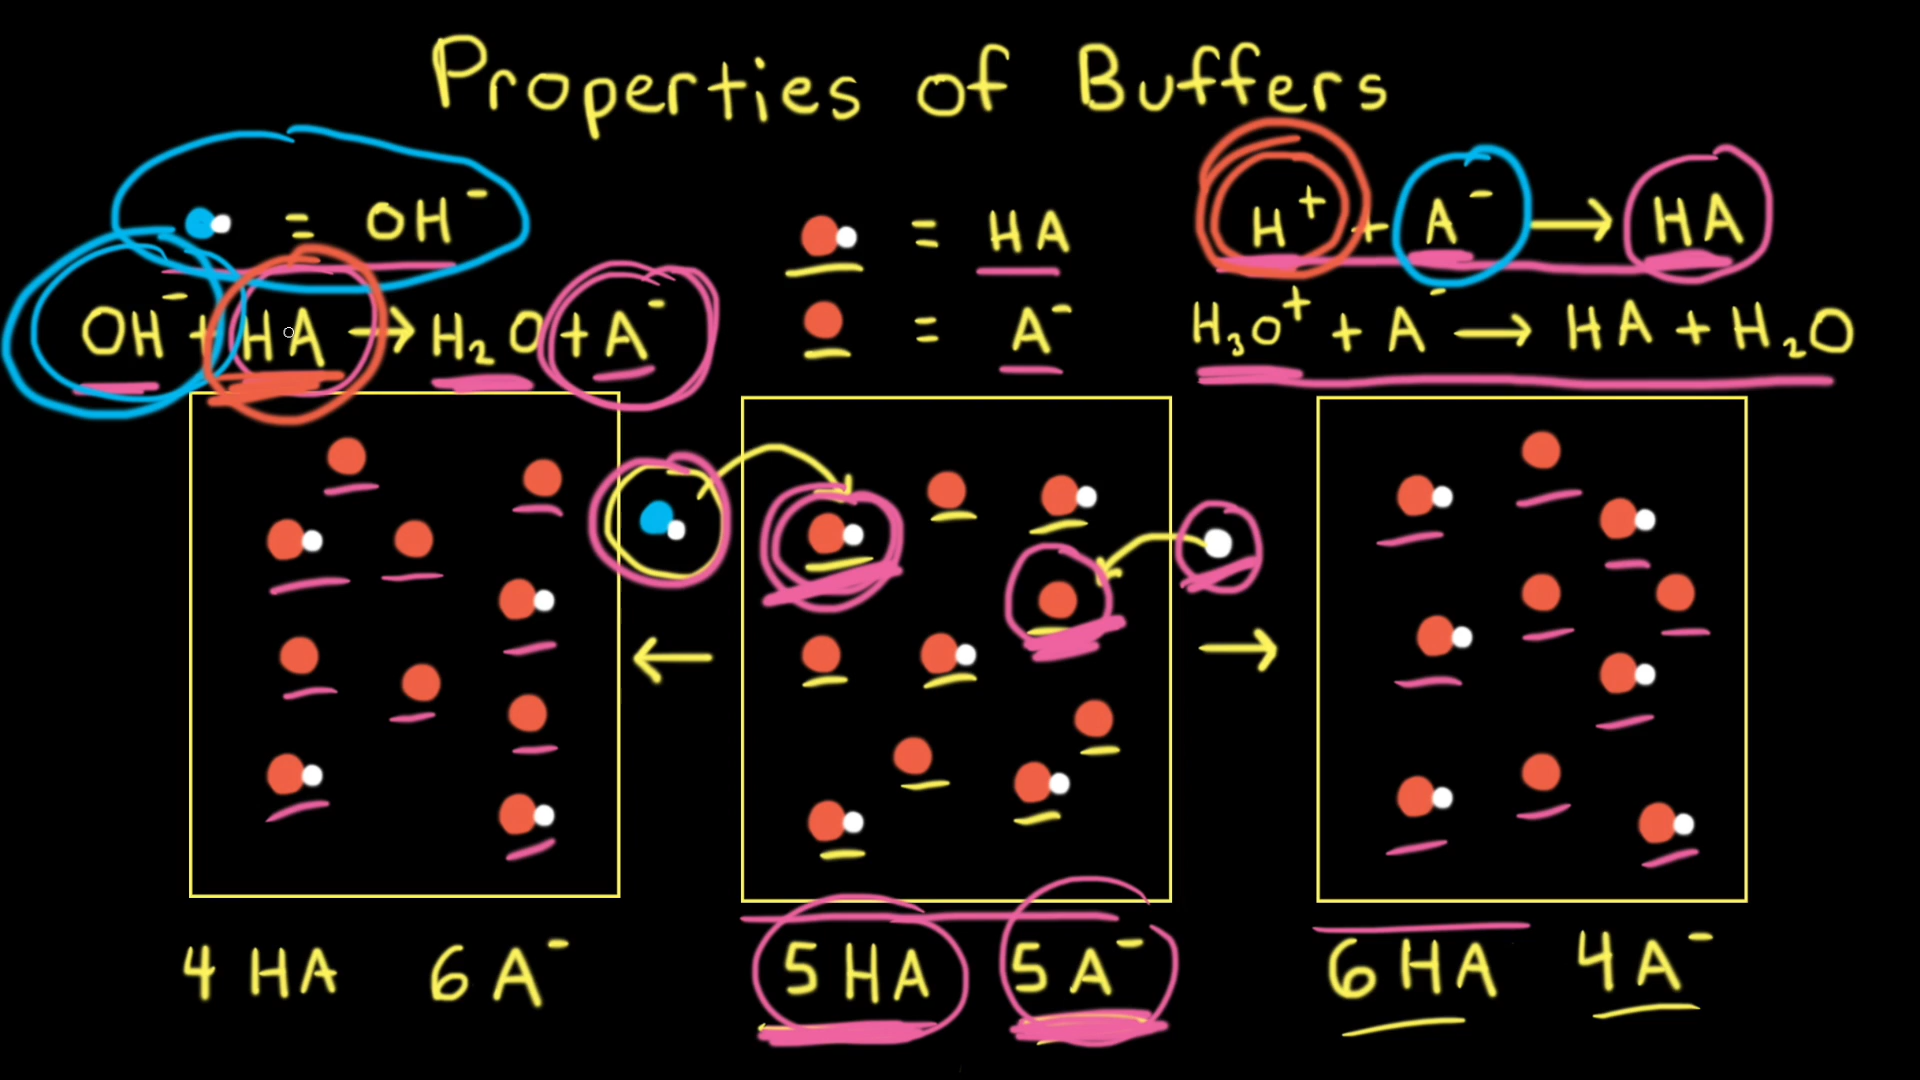 Properties of Buffers
= OH⁻
OH⁻ + HA → H₂O + A⁻
= HA
= A⁻
H⁺ + A⁻ → HA
H₃O⁺ + A⁻ → HA + H₂O
4 HA 6 A⁻
5 HA 5 A⁻
6 HA 4 A⁻